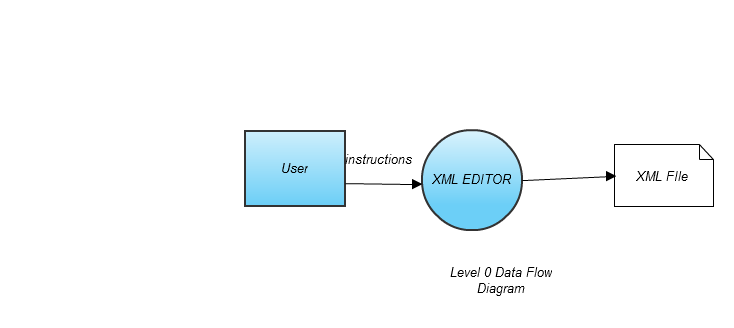 instructions
User
XML EDITOR
XML FIle
Level 0 Data Flow
Diagram